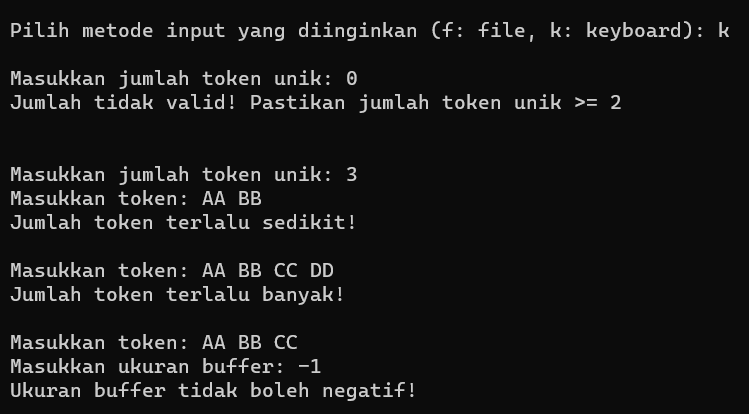 Pilih metode input yang diinginkan (f: file, k: keyboard): k
Masukkan jumlah token unik: 0
Jumlah tidak valid! Pastikan jumlah token unik >= 2
Masukkan jumlah token unik: 3
Masukkan token: AA BB
Jumlah token terlalu sedikit!
Masukkan token: AA BB CC DD
Jumlah token terlalu banyak!
Masukkan token: AA BB CC
Masukkan ukuran buffer: -1
Ukuran buffer tidak boleh negatif!